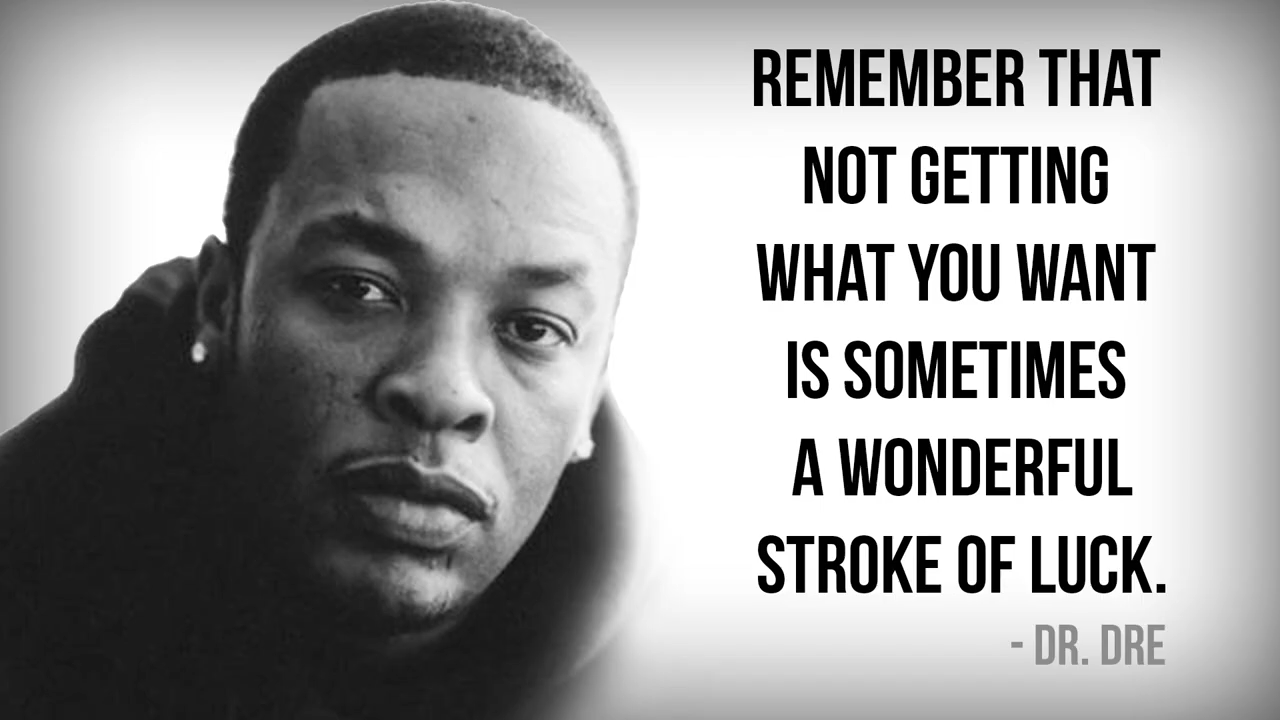 REMEMBER THAT
NOT GETTING
WHAT YOU WANT
IS SOMETIMES
A WONDERFUL
STROKE OF LUCK.
- DR. DRE